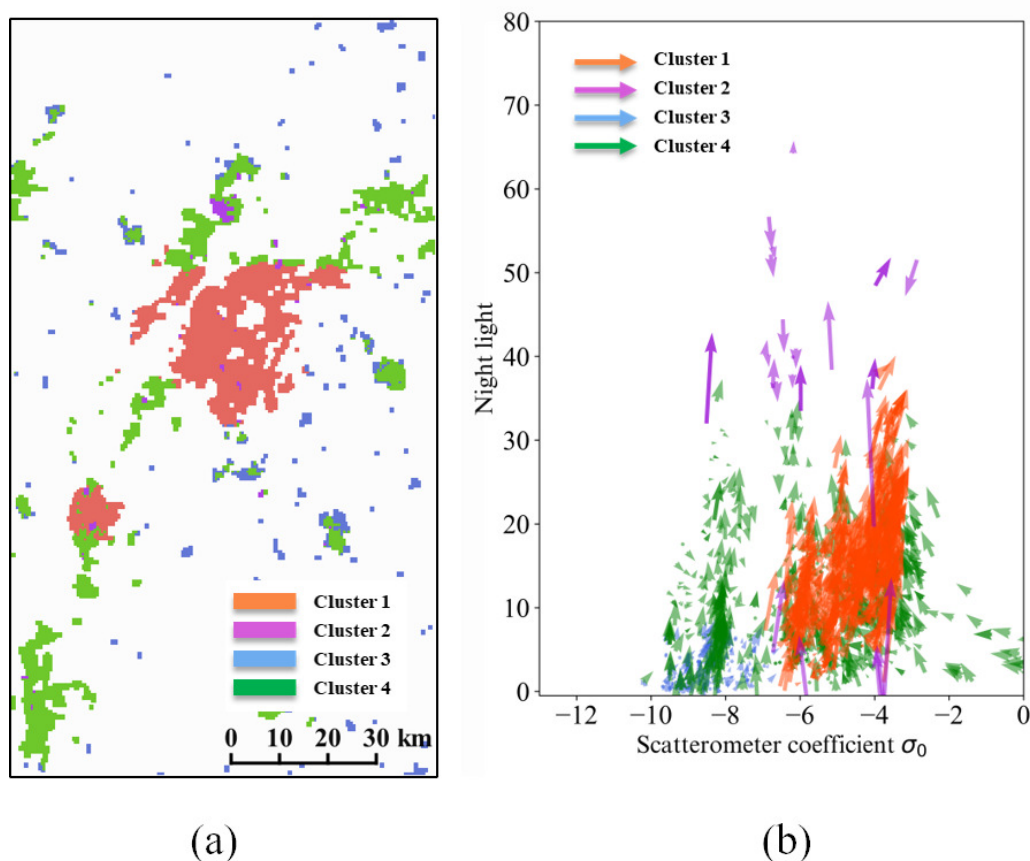 Cluster 1
Cluster 2
Cluster 3
Cluster 4
0 10 20 30 km
(a)
80
70
60
50
40
30
20
10
0
Night light
Cluster 1
Cluster 2
Cluster 3
Cluster 4
−12 −10 −8 −6 −4 −2 0
Scatterometer coefficient σ0
(b)